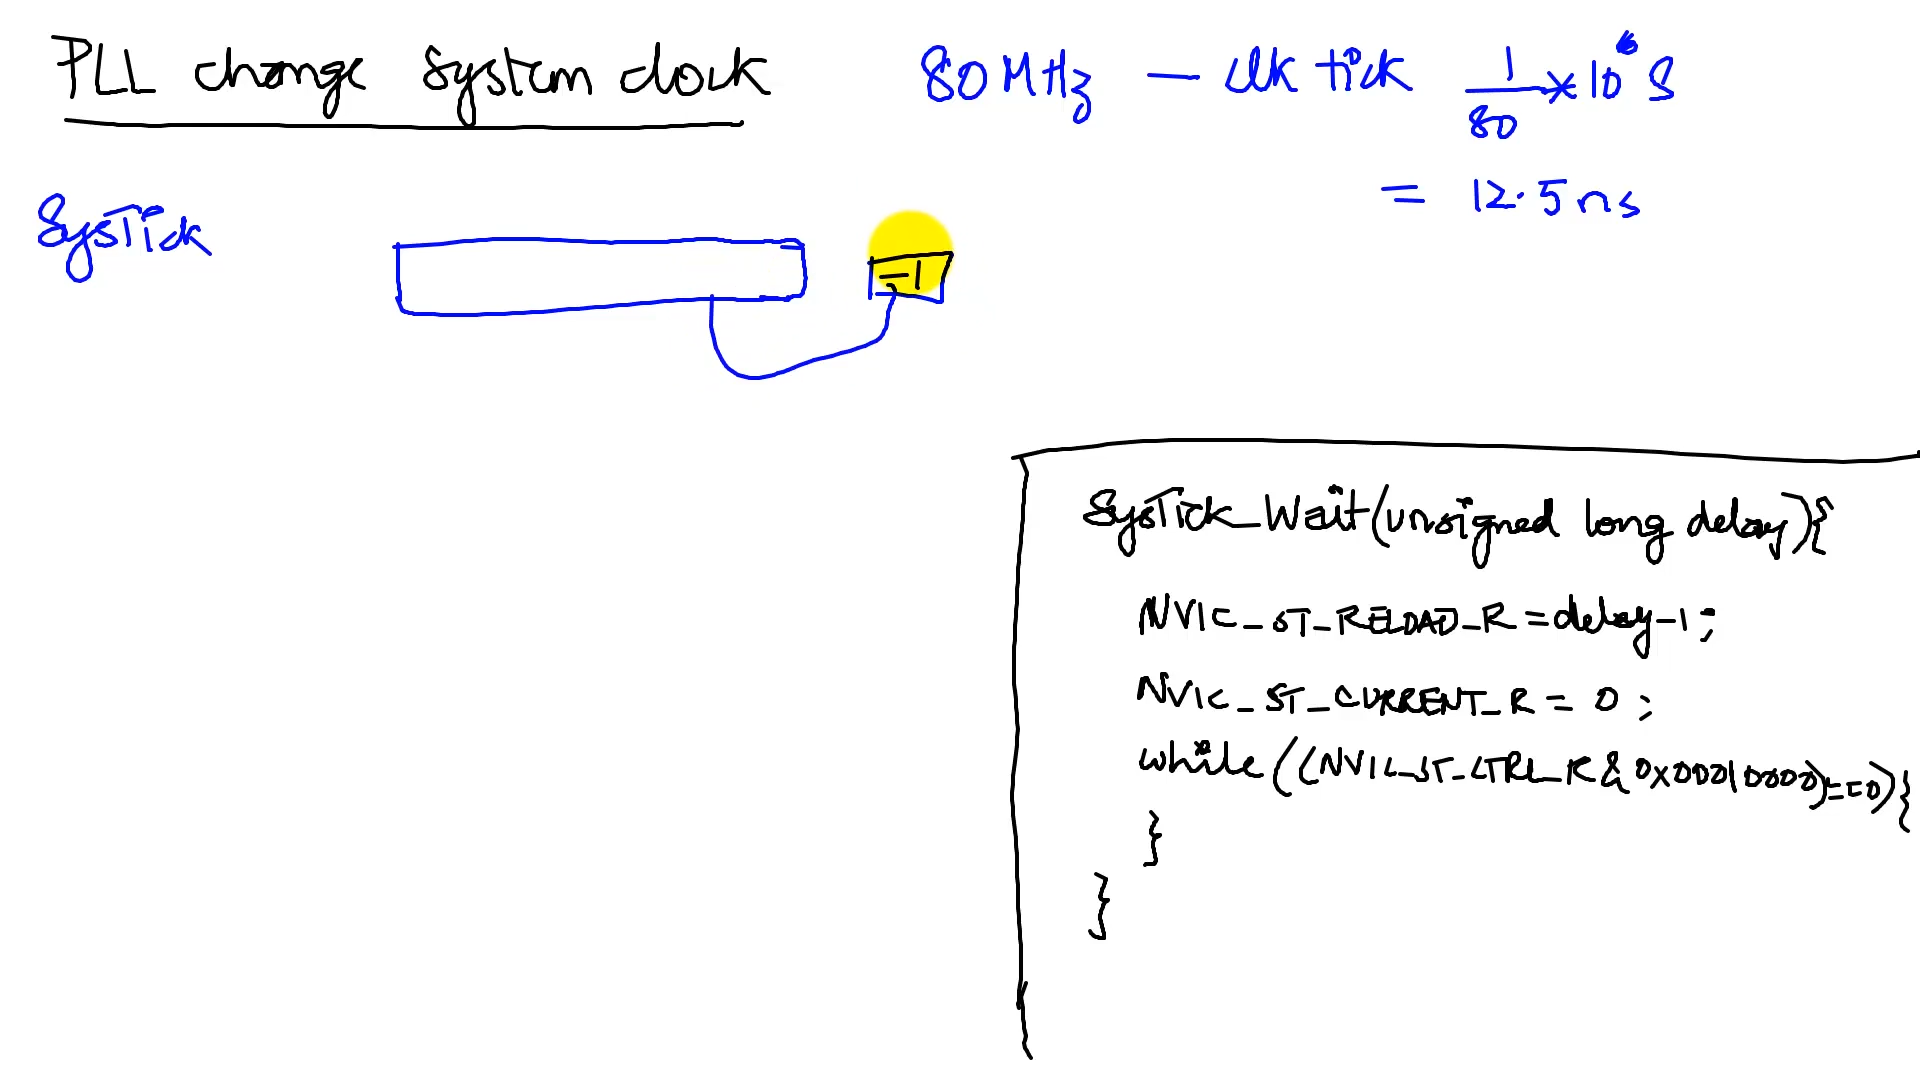 PLL change system clock
80 MHz — clk tick 1/80 × 10^6 S
= 12.5 ns
SysTick
-1
SysTick_Wait(unsigned long delay){
NVIC_ST_RELOAD_R = delay-1;
NVIC_ST_CURRENT_R = 0;
while((NVIC_ST_CTRL_R & 0x00010000)==0){
}
}